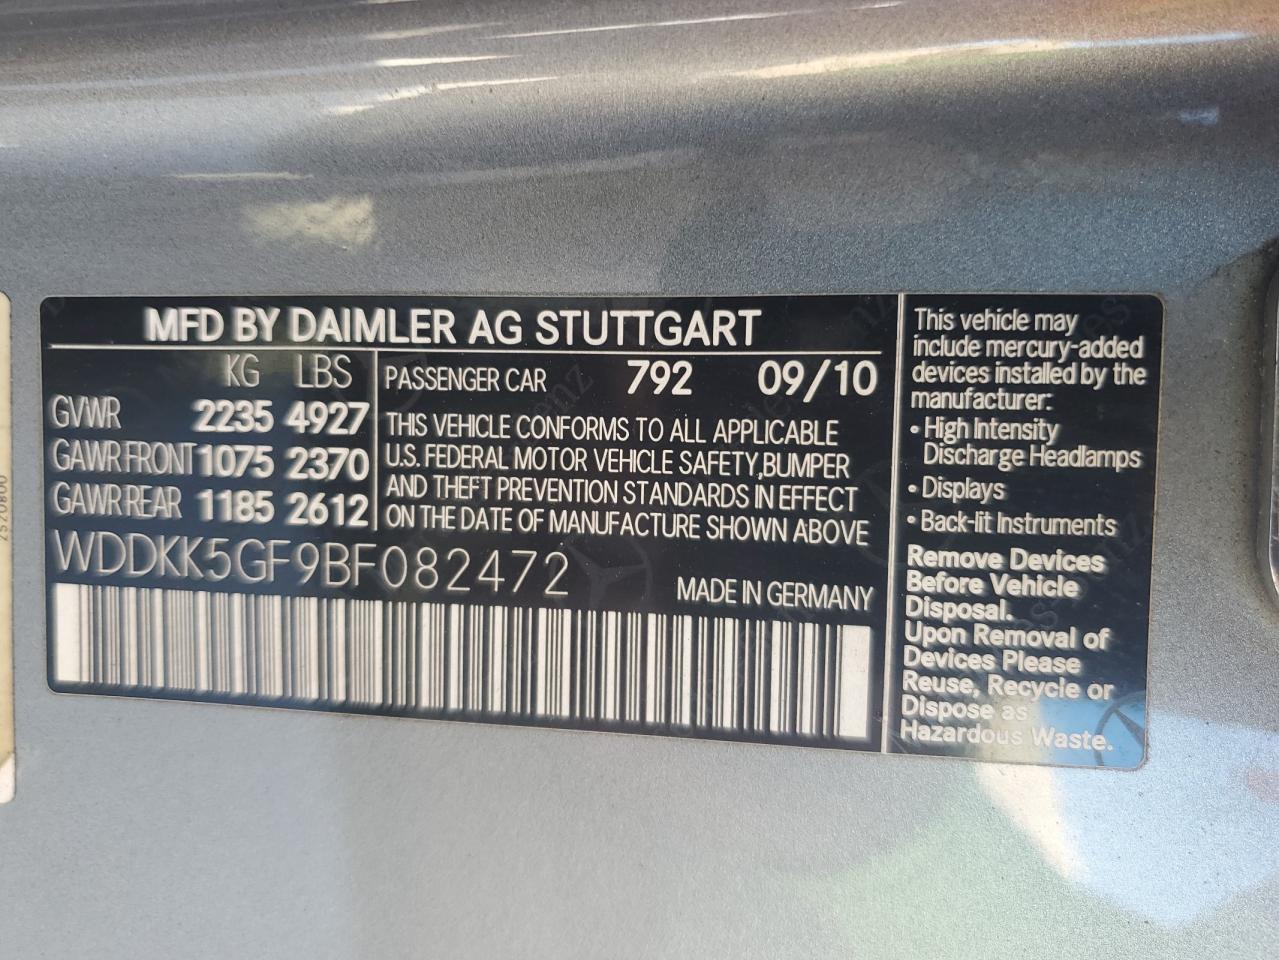 MFD BY DAIMLER AG STUTTGART
KG LBS
GVWR 2235 4927
GAWR FRONT 1075 2370
GAWR REAR 1185 2612
PASSENGER CAR 792 09/10
THIS VEHICLE CONFORMS TO ALL APPLICABLE
U.S. FEDERAL MOTOR VEHICLE SAFETY,BUMPER
AND THEFT PREVENTION STANDARDS IN EFFECT
ON THE DATE OF MANUFACTURE SHOWN ABOVE
WDDKK5GF9BF082472
MADE IN GERMANY
This vehicle may
include mercury-added
devices installed by the
manufacturer:
• High Intensity
Discharge Headlamps
• Displays
• Back-lit Instruments
Remove Devices
Before Vehicle
Disposal.
Upon Removal of
Devices Please
Reuse, Recycle or
Dispose as
Hazardous Waste.